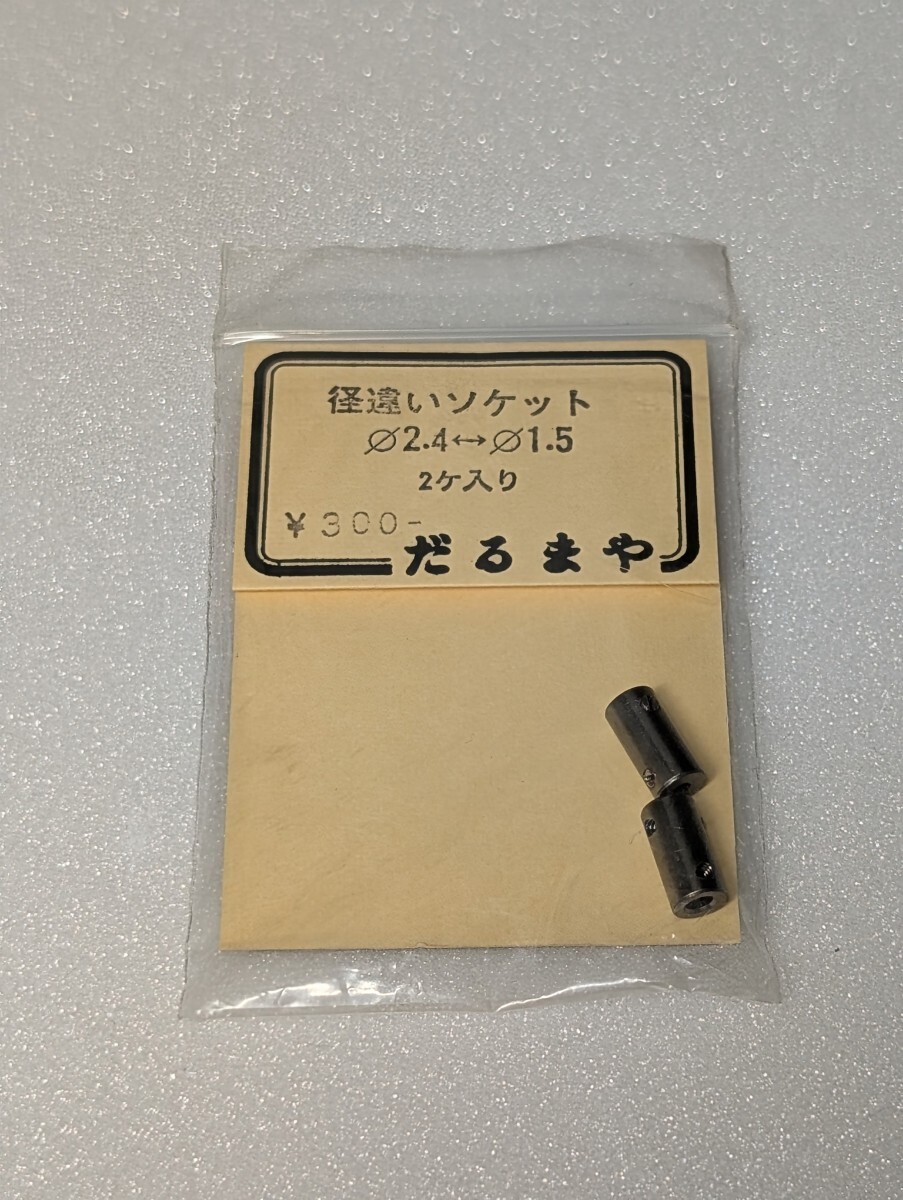 径違いソケット
∅2.4↔∅1.5
2ケ入り
¥300-
だるまや